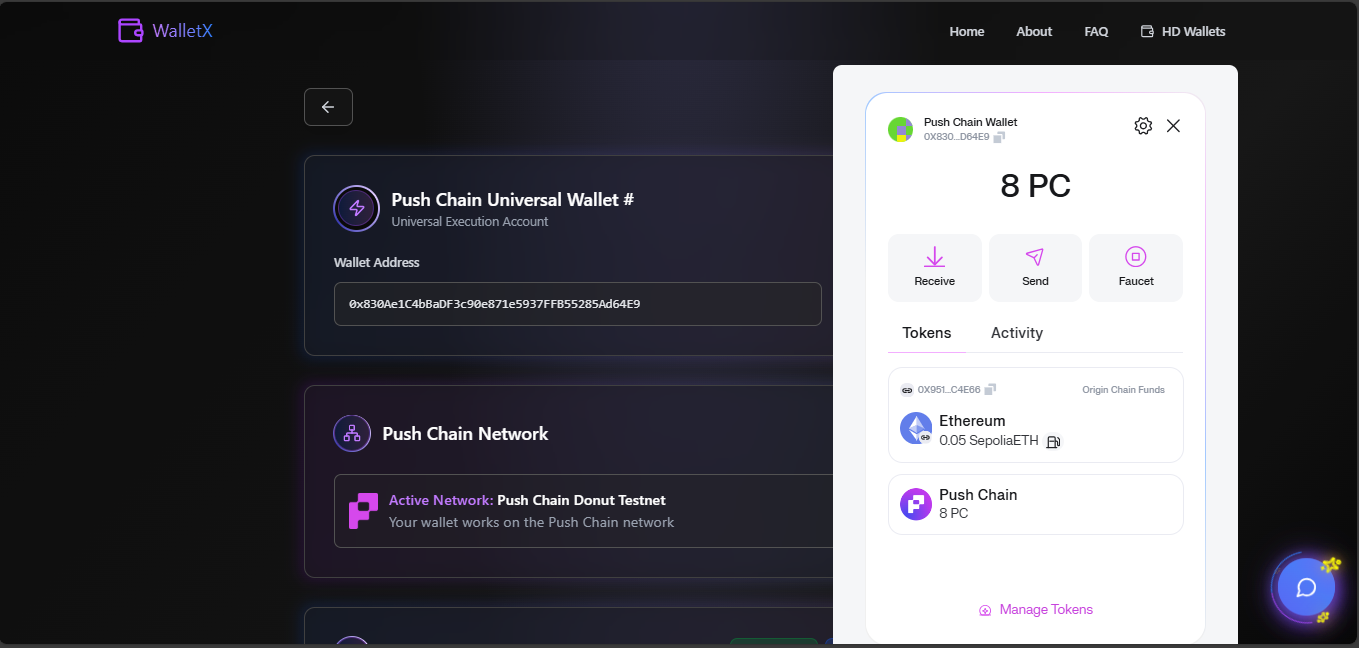 WalletX
Home About FAQ HD Wallets
Push Chain Universal Wallet #
Universal Execution Account
Wallet Address
0x830Ae1C4bBaDF3c90e871e5937FFB55285Ad64E9
Push Chain Network
Active Network: Push Chain Donut Testnet
Your wallet works on the Push Chain network
Push Chain Wallet
0X830...D64E9
8 PC
Receive Send Faucet
Tokens Activity
0X951...C4E66 Origin Chain Funds
Ethereum
0.05 SepoliaETH
Push Chain
8 PC
Manage Tokens